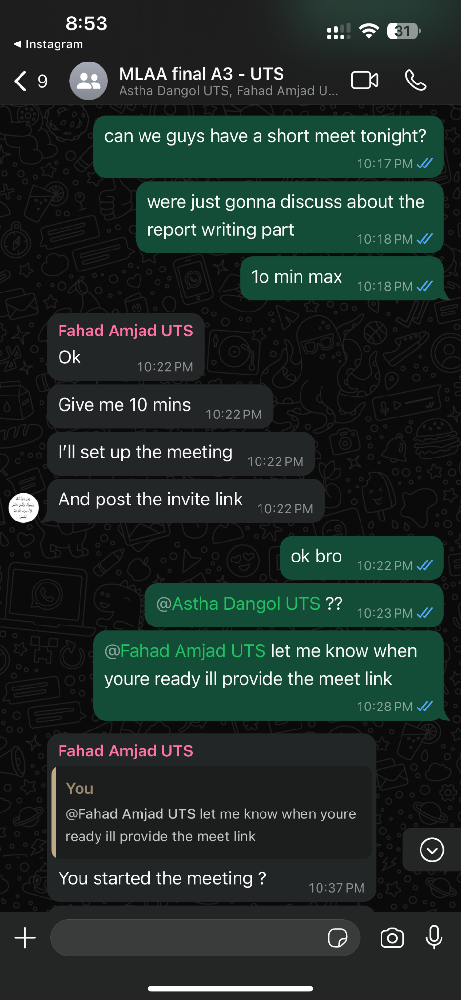 8:53
31
◀ Instagram
9
MLAA final A3 - UTS
Astha Dangol UTS, Fahad Amjad U...
can we guys have a short meet tonight?
10:17 PM
were just gonna discuss about the
report writing part
10:18 PM
1o min max
10:18 PM
Fahad Amjad UTS
Ok
10:22 PM
Give me 10 mins
10:22 PM
I'll set up the meeting
10:22 PM
And post the invite link
10:22 PM
ok bro
10:22 PM
@Astha Dangol UTS ??
10:23 PM
@Fahad Amjad UTS let me know when
youre ready ill provide the meet link
10:28 PM
Fahad Amjad UTS
You
@Fahad Amjad UTS let me know when youre
ready ill provide the meet link
You started the meeting ?
10:37 PM